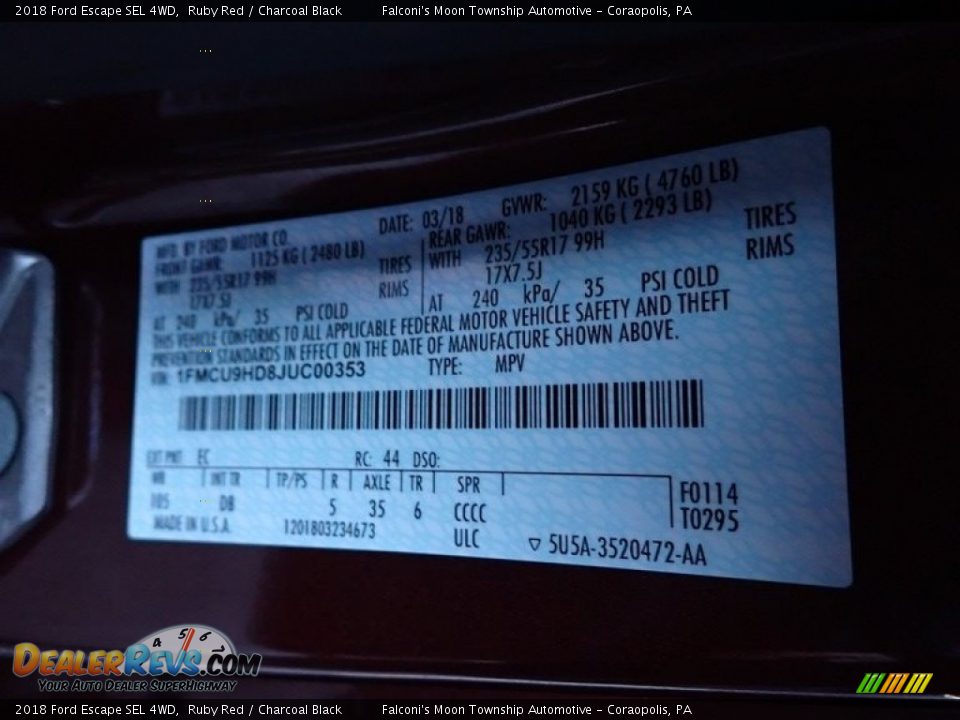 2018 Ford Escape SEL 4WD, Ruby Red / Charcoal Black Falconi's Moon Township Automotive - Coraopolis, PA
MFD. BY FORD MOTOR CO. DATE: 03/18 GVWR: 2159 KG ( 4760 LB)
FRONT GAWR: 1125 KG ( 2480 LB) REAR GAWR: 1040 KG ( 2293 LB)
WITH 235/55R17 99H TIRES WITH 235/55R17 99H TIRES
17X7.5J RIMS 17X7.5J RIMS
AT 240 kPa/ 35 PSI COLD AT 240 kPa/ 35 PSI COLD
THIS VEHICLE CONFORMS TO ALL APPLICABLE FEDERAL MOTOR VEHICLE SAFETY AND THEFT
PREVENTION STANDARDS IN EFFECT ON THE DATE OF MANUFACTURE SHOWN ABOVE.
VIN: 1FMCU9HD8JUC00353 TYPE: MPV
EXT PNT: EC RC: 44 DSO:
WB INT TR TP/PS R AXLE TR SPR
105 DB 5 35 6 CCCC
F0114
T0295
MADE IN U.S.A. 1201803234673 ULC ▽ 5U5A-3520472-AA
4 5 6
DEALERREVS.COM
YOUR AUTO DEALER SUPERHIGHWAY
2018 Ford Escape SEL 4WD, Ruby Red / Charcoal Black Falconi's Moon Township Automotive - Coraopolis, PA